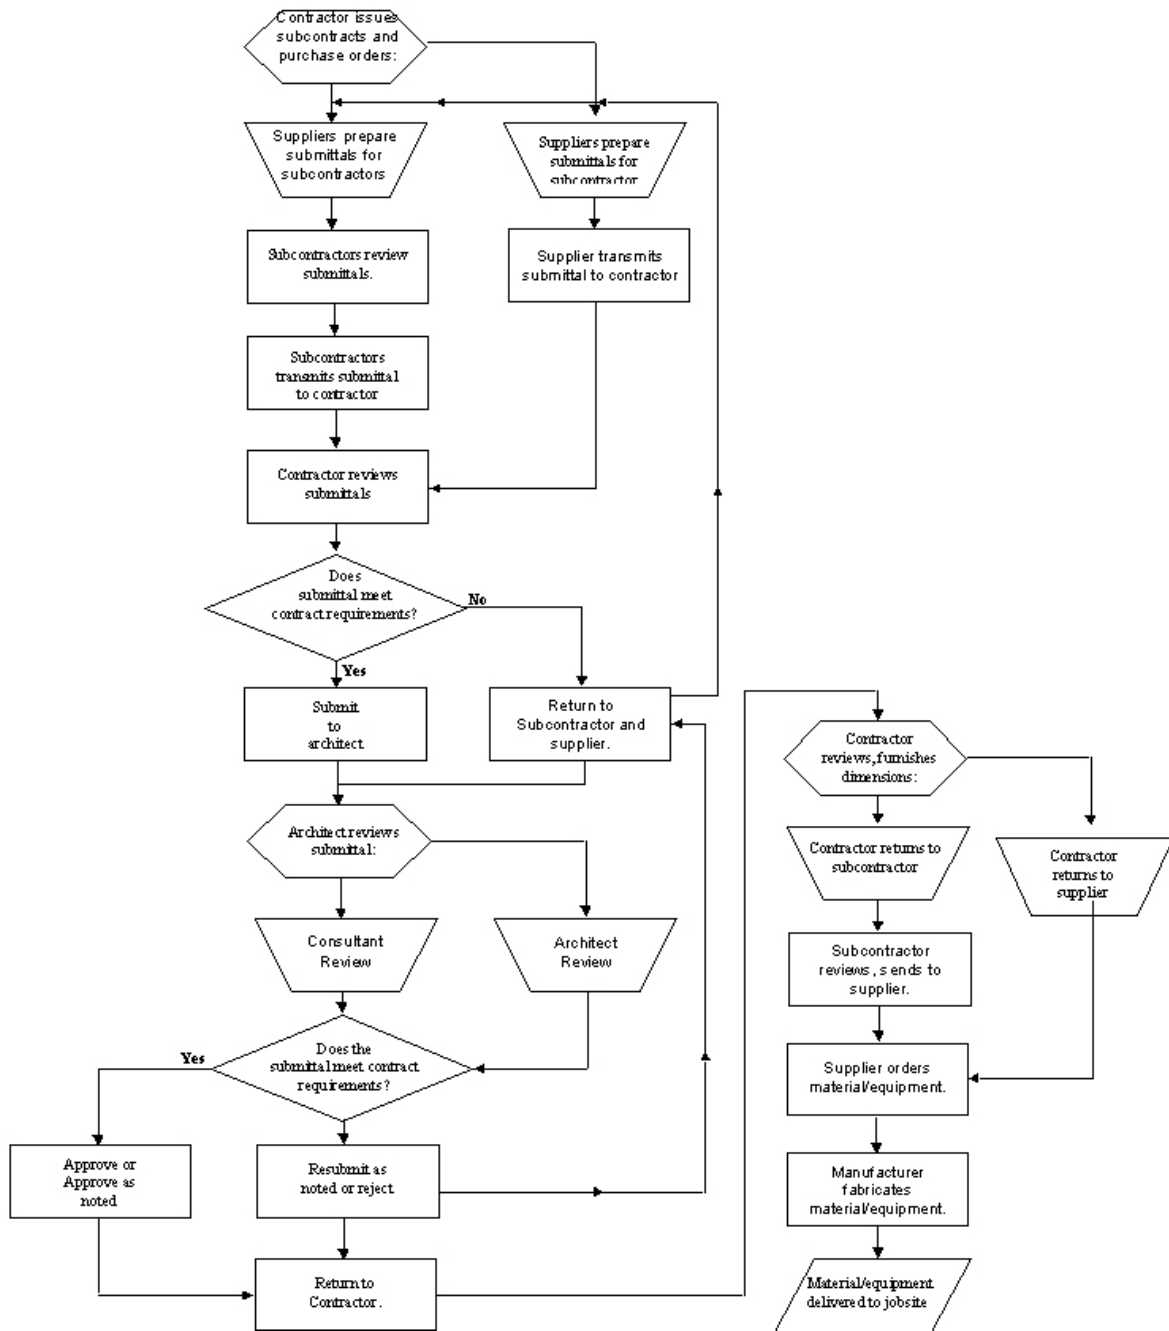 Contractor issues
subcontracts and
purchase orders:
Suppliers prepare
submittals for
subcontractors
Suppliers prepare
submittals for
subcontractor
Subcontractors review
submittals.
Supplier transmits
submittal to contractor
Subcontractors
transmits submittal
to contractor
Contractor reviews
submittals
Does
submittal meet
contract requirements?
No
Yes
Submit
to
architect
Return to
Subcontractor and
supplier.
Contractor
reviews, furnishes
dimensions:
Architect reviews
submittal:
Contractor returns to
subcontractor
Contractor
returns to
supplier
Consultant
Review
Architect
Review
Subcontractor
reviews, sends to
supplier.
Yes
Does the
submittal meet contract
requirements?
Supplier orders
material/equipment.
Approve or
Approve as
noted
Resubmit as
noted or reject
Manufacturer
fabricates
material/equipment.
Return to
Contractor.
Material/equipment
delivered to jobsite